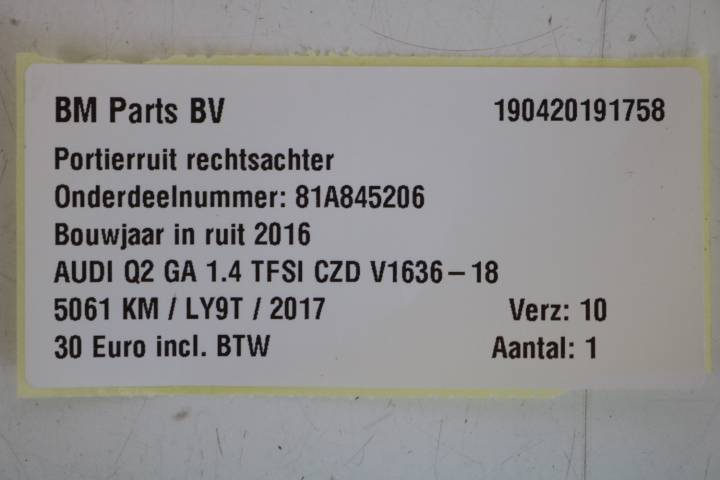 BM Parts BV 190420191758
Portierruit rechtsachter
Onderdeelnummer: 81A845206
Bouwjaar in ruit 2016
AUDI Q2 GA 1.4 TFSI CZD V1636-18
5061 KM / LY9T / 2017 Verz: 10
30 Euro incl. BTW Aantal: 1